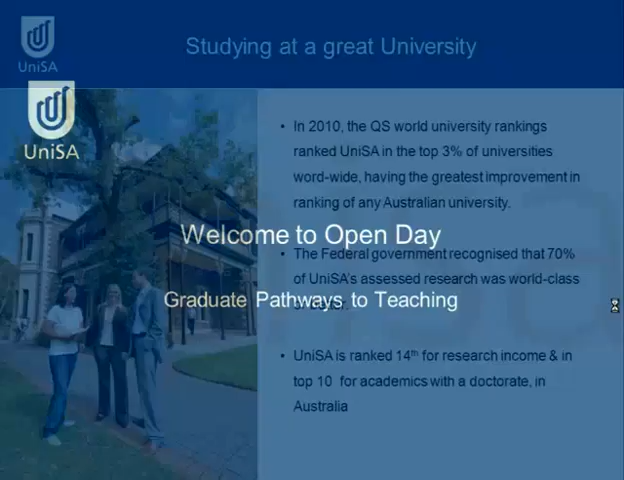 UniSA
Studying at a great University
UniSA
• In 2010, the QS world university rankings
ranked UniSA in the top 3% of universities
word-wide, having the greatest improvement in
ranking of any Australian university.
Welcome to Open Day
• The Federal government recognised that 70%
of UniSA's assessed research was world-class
Graduate Pathways to Teaching
• UniSA is ranked 14th for research income & in
top 10 for academics with a doctorate, in
Australia